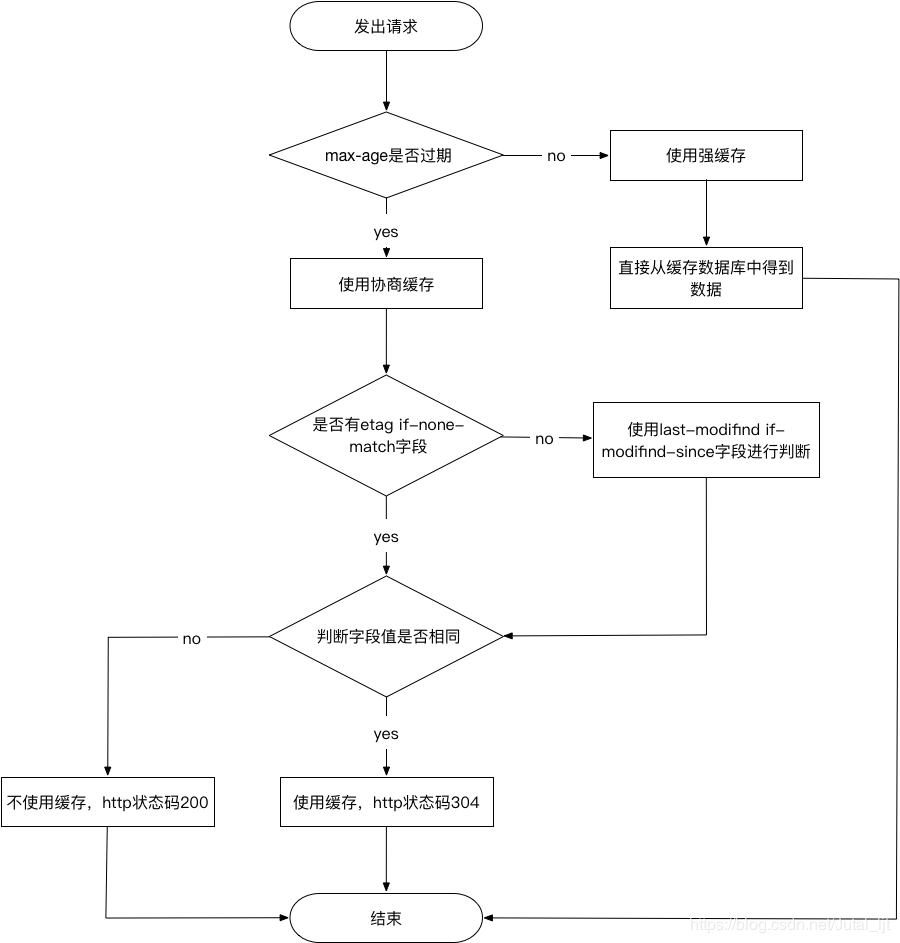 发出请求
max-age是否过期
no
使用强缓存
yes
直接从缓存数据库中得到
数据
使用协商缓存
是否有etag if-none-
match字段
no
使用last-modifind if-
modifind-since字段进行判断
yes
判断字段值是否相同
no
yes
不使用缓存，http状态码200
使用缓存，http状态码304
结束
https://blog.csdn.net/Jutal_ljt